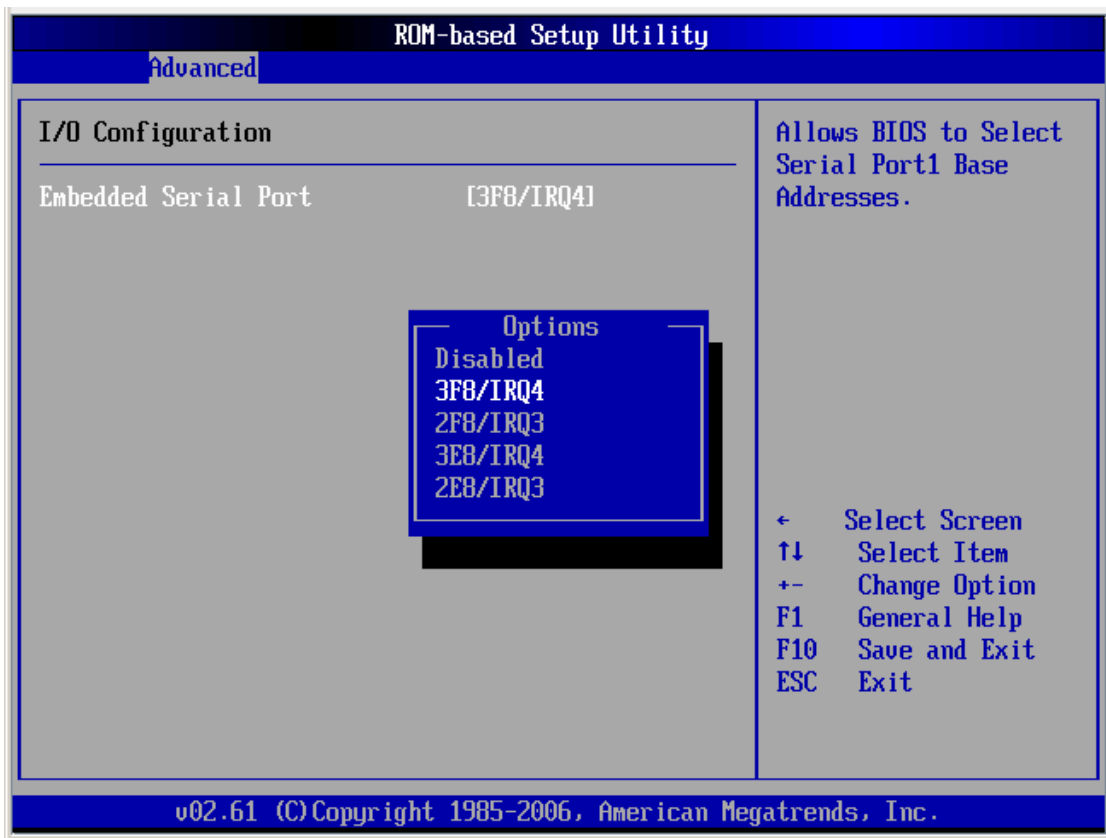 ROM-based Setup Utility
Advanced
I/O Configuration
Embedded Serial Port [3F8/IRQ4]
Options
Disabled
3F8/IRQ4
2F8/IRQ3
3E8/IRQ4
2E8/IRQ3
Allows BIOS to Select
Serial Port1 Base
Addresses.
← Select Screen
↑↓ Select Item
+- Change Option
F1 General Help
F10 Save and Exit
ESC Exit
v02.61 (C)Copyright 1985-2006, American Megatrends, Inc.